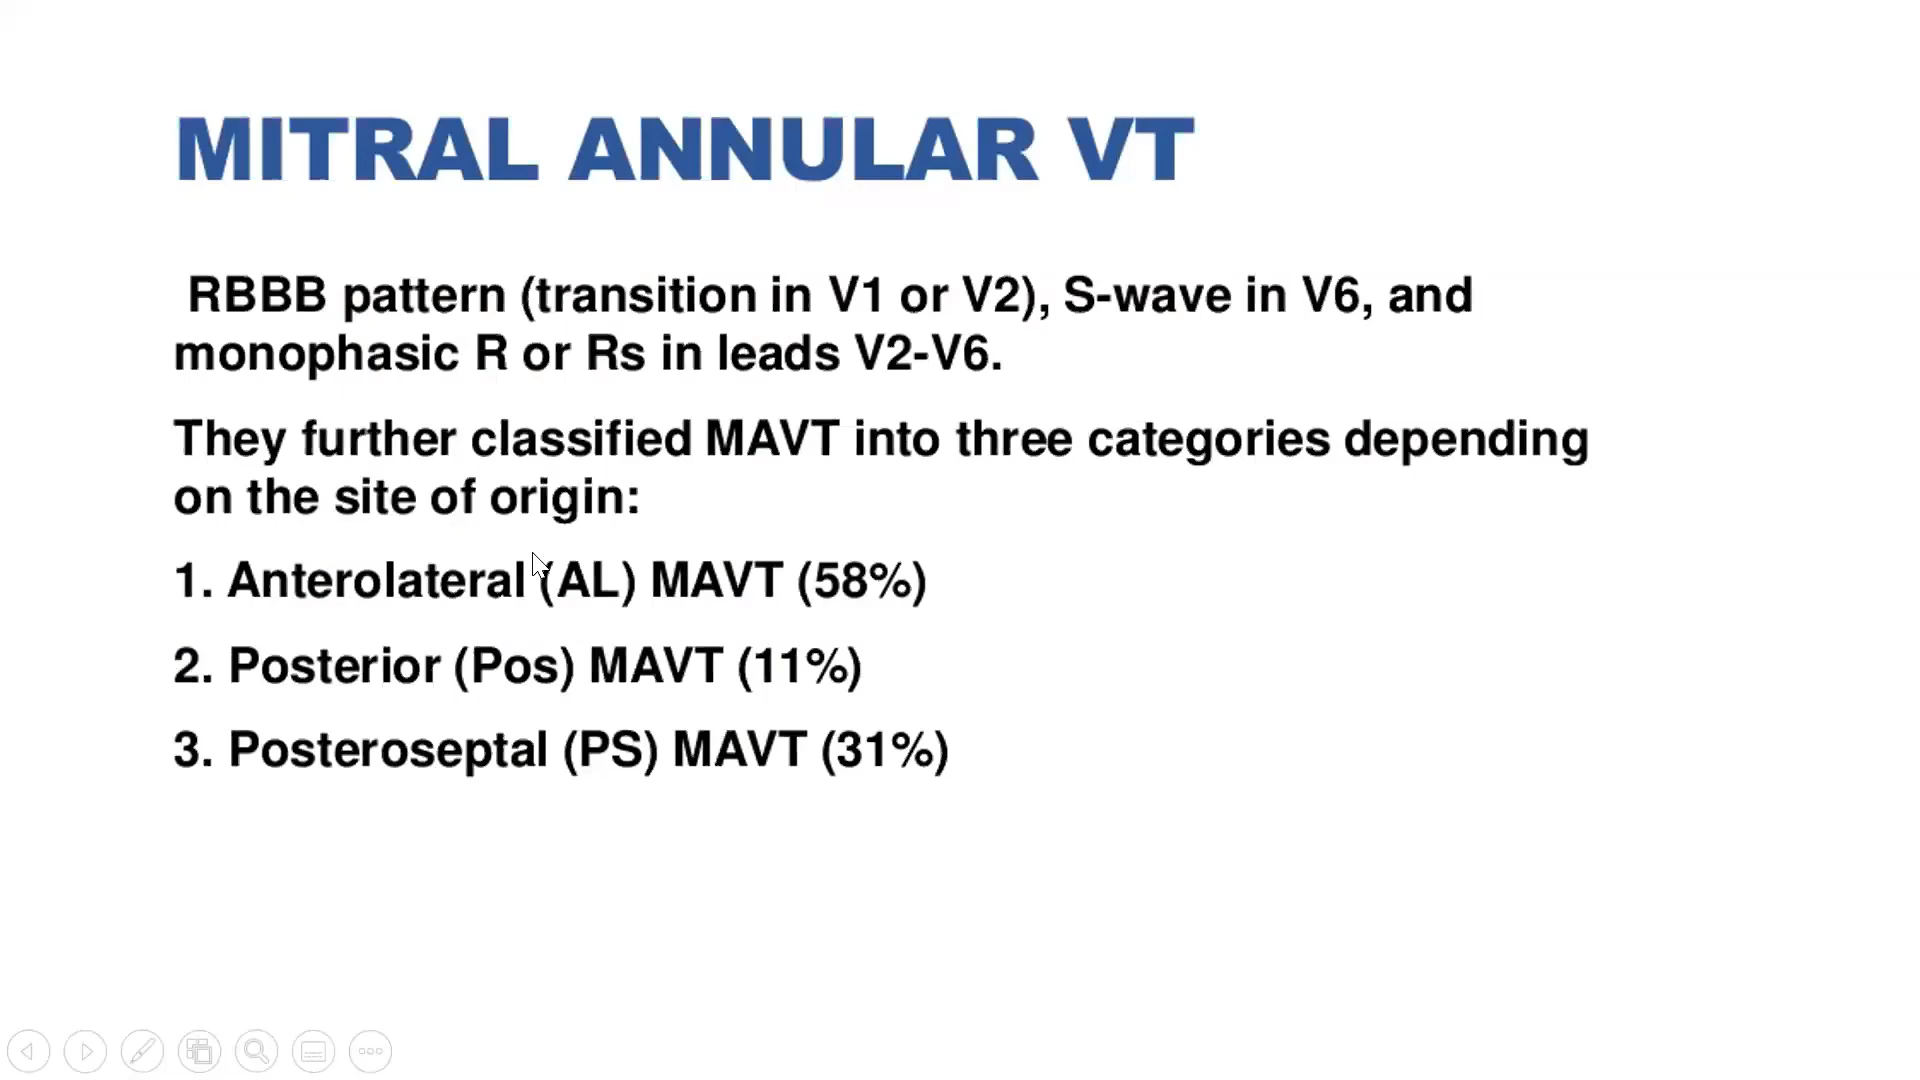 MITRAL ANNULAR VT
RBBB pattern (transition in V1 or V2), S-wave in V6, and
monophasic R or Rs in leads V2-V6.
They further classified MAVT into three categories depending
on the site of origin:
1. Anterolateral (AL) MAVT (58%)
2. Posterior (Pos) MAVT (11%)
3. Posteroseptal (PS) MAVT (31%)